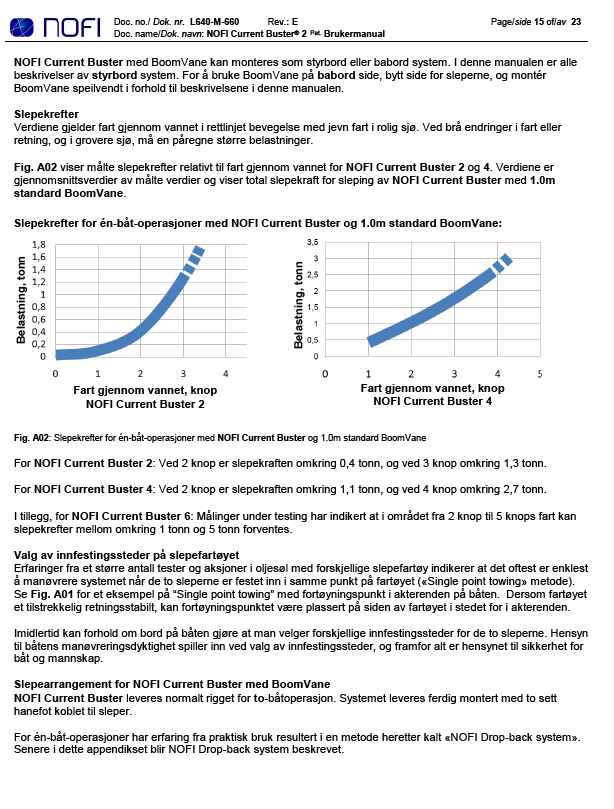 NOFI
Doc. no./ Dok. nr. L640-M-660 Rev.: E Page/side 15 of/av 23
Doc. name/Dok. navn: NOFI Current Buster® 2 Pat. Brukermanual
NOFI Current Buster med BoomVane kan monteres som styrbord eller babord system. I denne manualen er alle
beskrivelser av styrbord system. For å bruke BoomVane på babord side, bytt side for sleperne, og montér
BoomVane speilvendt i forhold til beskrivelsene i denne manualen.
Slepekrefter
Verdiene gjelder fart gjennom vannet i rettlinjet bevegelse med jevn fart i rolig sjø. Ved brå endringer i fart eller
retning, og i grovere sjø, må en påregne større belastninger.
Fig. A02 viser målte slepekrefter relativt til fart gjennom vannet for NOFI Current Buster 2 og 4. Verdiene er
gjennomsnittsverdier av målte verdier og viser total slepekraft for sleping av NOFI Current Buster med 1.0m
standard BoomVane.
Slepekrefter for én-båt-operasjoner med NOFI Current Buster og 1.0m standard BoomVane:
Belastning, tonn
1,8
1,6
1,4
1,2
1
0,8
0,6
0,4
0,2
0
0 1 2 3 4
Fart gjennom vannet, knop
NOFI Current Buster 2
Belastning, tonn
3,5
3
2,5
2
1,5
1
0,5
0
0 1 2 3 4 5
Fart gjennom vannet, knop
NOFI Current Buster 4
Fig. A02: Slepekrefter for én-båt-operasjoner med NOFI Current Buster og 1.0m standard BoomVane
For NOFI Current Buster 2: Ved 2 knop er slepekraften omkring 0,4 tonn, og ved 3 knop omkring 1,3 tonn.
For NOFI Current Buster 4: Ved 2 knop er slepekraften omkring 1,1 tonn, og ved 4 knop omkring 2,7 tonn.
I tillegg, for NOFI Current Buster 6: Målinger under testing har indikert at i området fra 2 knop til 5 knops fart kan
slepekrefter mellom omkring 1 tonn og 5 tonn forventes.
Valg av innfestingssteder på slepefartøyet
Erfaringer fra et større antall tester og aksjoner i oljesøl med forskjellige slepefartøy indikerer at det oftest er enklest
å manøvrere systemet når de to sleperne er festet inn i samme punkt på fartøyet («Single point towing» metode).
Se Fig. A01 for et eksempel på “Single point towing” med fortøyningspunkt i akterenden på båten. Dersom fartøyet
et tilstrekkelig retningsstabilt, kan fortøyningspunktet være plassert på siden av fartøyet i stedet for i akterenden.
Imidlertid kan forhold om bord på båten gjøre at man velger forskjellige innfestingssteder for de to sleperne. Hensyn
til båtens manøvreringsdyktighet spiller inn ved valg av innfestingssteder, og framfor alt er hensynet til sikkerhet for
båt og mannskap.
Slepearrangement for NOFI Current Buster med BoomVane
NOFI Current Buster leveres normalt rigget for to-båtoperasjon. Systemet leveres ferdig montert med to sett
hanefot koblet til sleper.
For én-båt-operasjoner har erfaring fra praktisk bruk resultert i en metode heretter kalt «NOFI Drop-back system».
Senere i dette appendikset blir NOFI Drop-back system beskrevet.